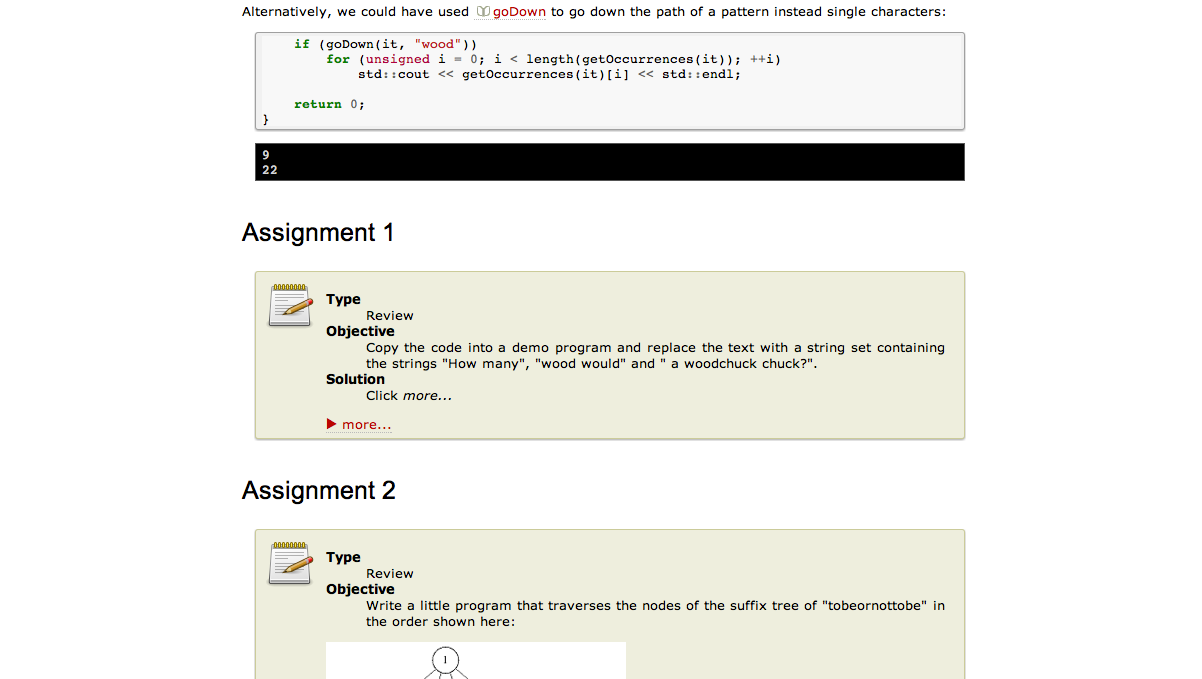 Alternatively, we could have used goDown to go down the path of a pattern instead single characters:
if (goDown(it, "wood"))
for (unsigned i = 0; i < length(getOccurrences(it)); ++i)
std::cout << getOccurrences(it)[i] << std::endl;
return 0;
}
9
22
Assignment 1
Type
Review
Objective
Copy the code into a demo program and replace the text with a string set containing
the strings "How many", "wood would" and " a woodchuck chuck?".
Solution
Click more...
more...
Assignment 2
Type
Review
Objective
Write a little program that traverses the nodes of the suffix tree of "tobeornottobe" in
the order shown here:
1